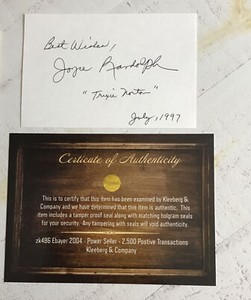 Best Wishes,
Joyce Randolph
"Trixie Norton"
July, 1997
Certicate of Authenticity
This is to certify that this item has been examined by Kleeberg &
Company and we have determined that this item is authentic. This
item includes a tamper proof seal along with matching holgram seals
for your security. Any tampering with seals will void authenticity.
zk486 Ebayer 2004 - Power Seller - 2,500 Postive Transactions
Kleeberg & Company